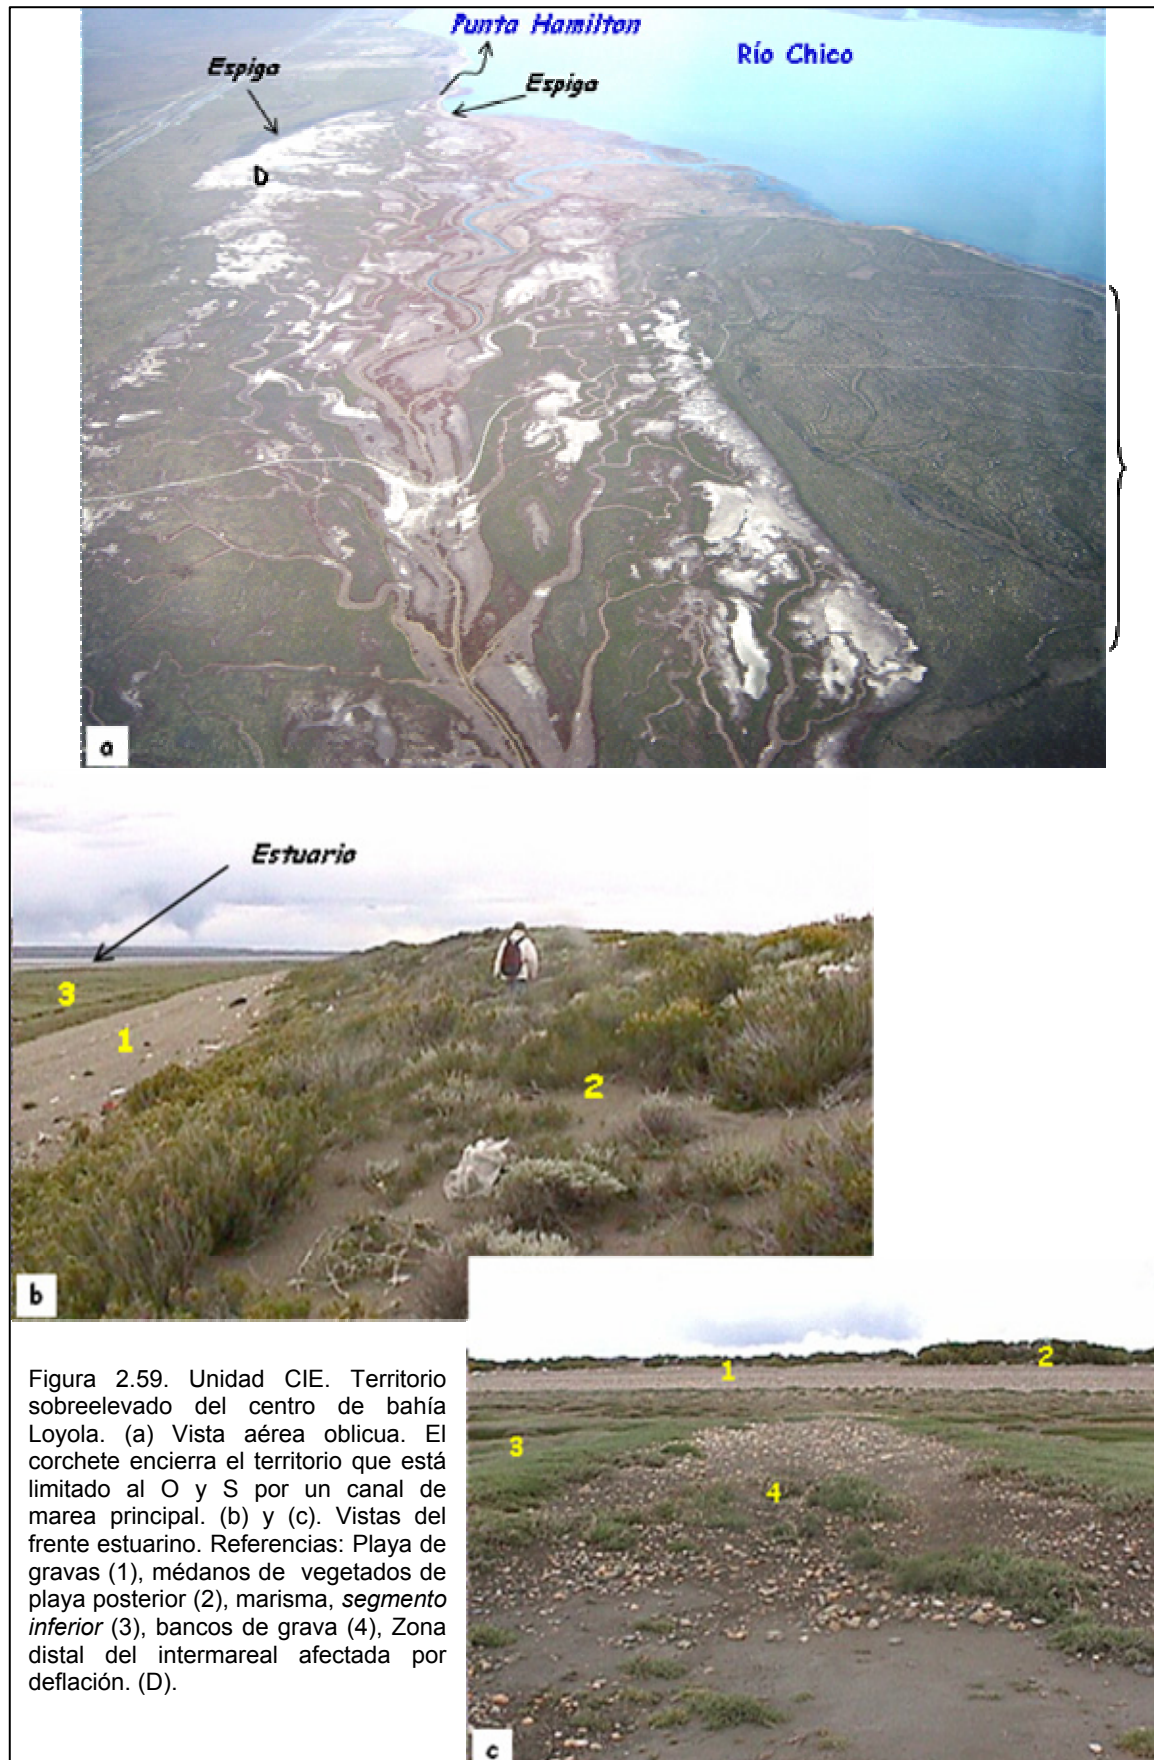 Punta Hamilton
Río Chico
Espiga
Espiga
D
a
Estuario
3
1
2
b
Figura 2.59. Unidad CIE. Territorio
sobreelevado del centro de bahía
Loyola. (a) Vista aérea oblicua. El
corchete encierra el territorio que está
limitado al O y S por un canal de
marea principal. (b) y (c). Vistas del
frente estuarino. Referencias: Playa de
gravas (1), médanos de vegetados de
playa posterior (2), marisma, segmento
inferior (3), bancos de grava (4), Zona
distal del intermareal afectada por
deflación. (D).
1
2
3
4
c